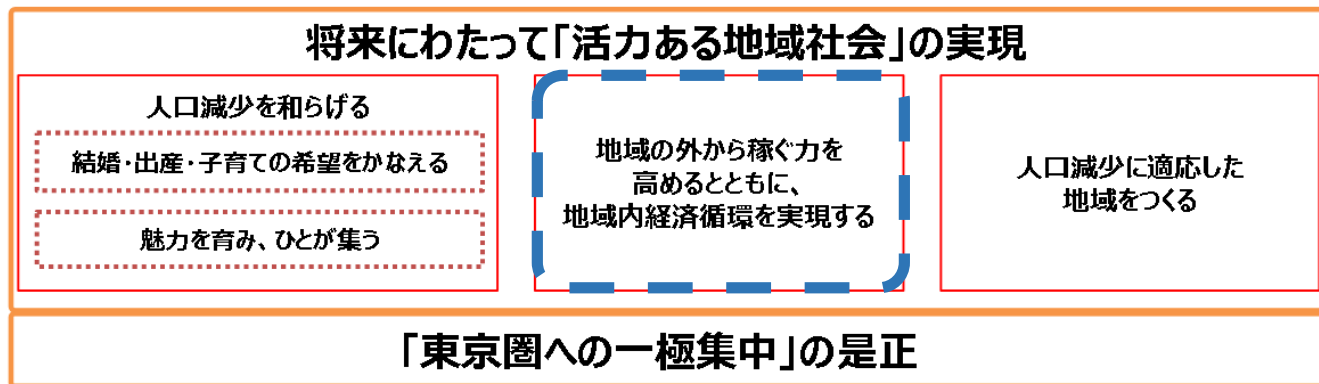 将来にわたって「活力ある地域社会」の実現
人口減少を和らげる
結婚・出産・子育ての希望をかなえる
魅力を育み、ひとが集う
地域の外から稼ぐ力を
高めるとともに、
地域内経済循環を実現する
人口減少に適応した
地域をつくる
「東京圏への一極集中」の是正